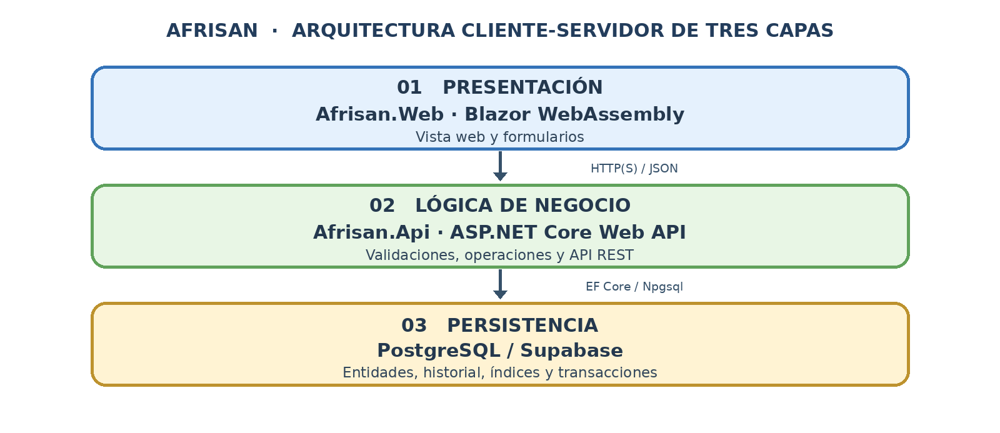 AFRISAN · ARQUITECTURA CLIENTE-SERVIDOR DE TRES CAPAS
01 PRESENTACIÓN
Afrisan.Web · Blazor WebAssembly
Vista web y formularios
HTTP(S) / JSON
02 LÓGICA DE NEGOCIO
Afrisan.Api · ASP.NET Core Web API
Validaciones, operaciones y API REST
EF Core / Npgsql
03 PERSISTENCIA
PostgreSQL / Supabase
Entidades, historial, índices y transacciones